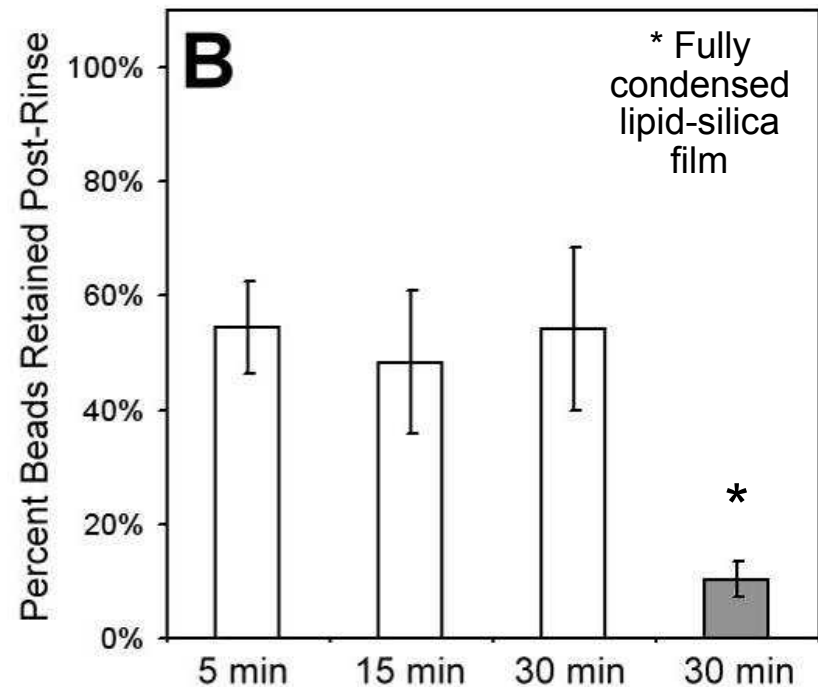 B
* Fully
condensed
lipid-silica
film
Percent Beads Retained Post-Rinse
100%
80%
60%
40%
20%
0%
*
5 min 15 min 30 min 30 min